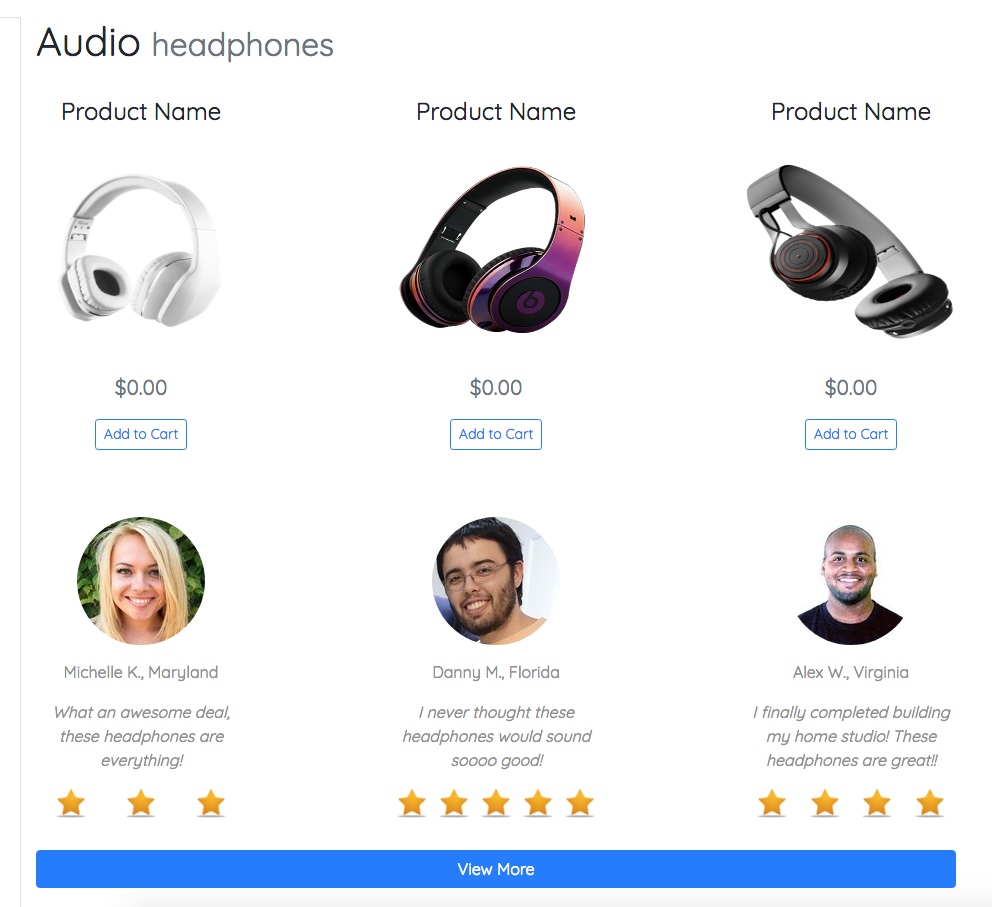 Audio headphones
Product Name
Product Name
Product Name
$0.00
$0.00
$0.00
Add to Cart
Add to Cart
Add to Cart
Michelle K., Maryland
What an awesome deal,
these headphones are
everything!
Danny M., Florida
I never thought these
headphones would sound
soooo good!
Alex W., Virginia
I finally completed building
my home studio! These
headphones are great!!
View More